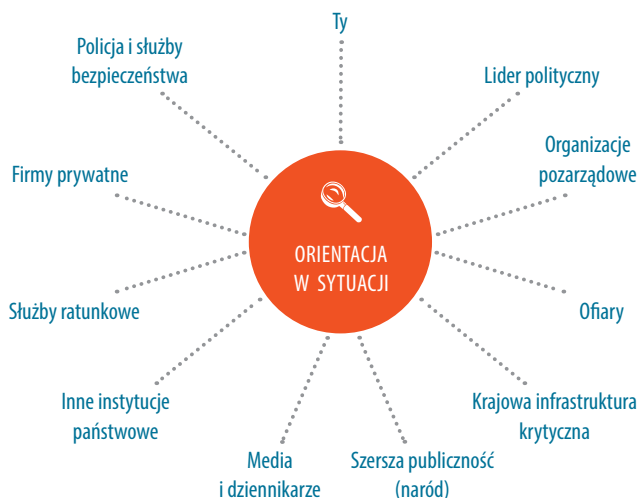 Ty
Policja i służby
bezpieczeństwa
Lider polityczny
Organizacje
pozarządowe
Firmy prywatne
ORIENTACJA
W SYTUACJI
Służby ratunkowe
Ofiary
Inne instytucje
państwowe
Krajowa infrastruktura
krytyczna
Media
i dziennikarze
Szersza publiczność
(naród)